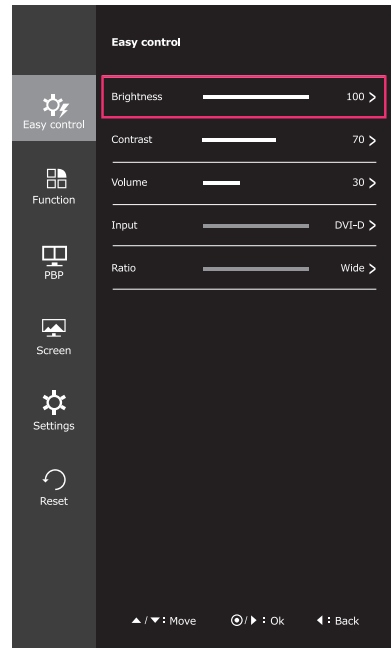 Easy control
Brightness 100
Contrast 70
Volume 30
Input DVI-D
Ratio Wide
Easy control
Function
PBP
Screen
Settings
Reset
▲ /▼: Move ◉/▶ : Ok ◀ : Back